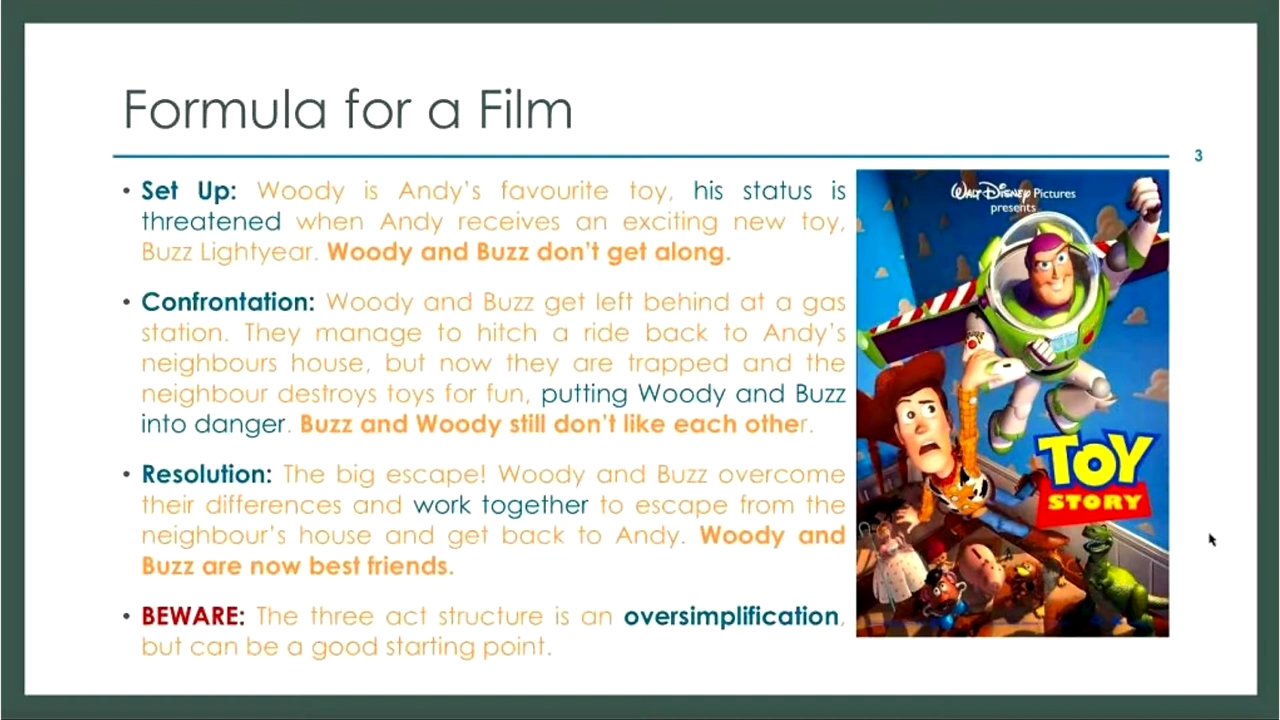 Formula for a Film
3
• Set Up: Woody is Andy's favourite toy, his status is
threatened when Andy receives an exciting new toy,
Buzz Lightyear. Woody and Buzz don't get along.
• Confrontation: Woody and Buzz get left behind at a gas
station. They manage to hitch a ride back to Andy's
neighbours house, but now they are trapped and the
neighbour destroys toys for fun, putting Woody and Buzz
into danger. Buzz and Woody still don't like each other.
• Resolution: The big escape! Woody and Buzz overcome
their differences and work together to escape from the
neighbour's house and get back to Andy. Woody and
Buzz are now best friends.
• BEWARE: The three act structure is an oversimplification,
but can be a good starting point.
WALT DISNEY Pictures
presents
TOY
STORY